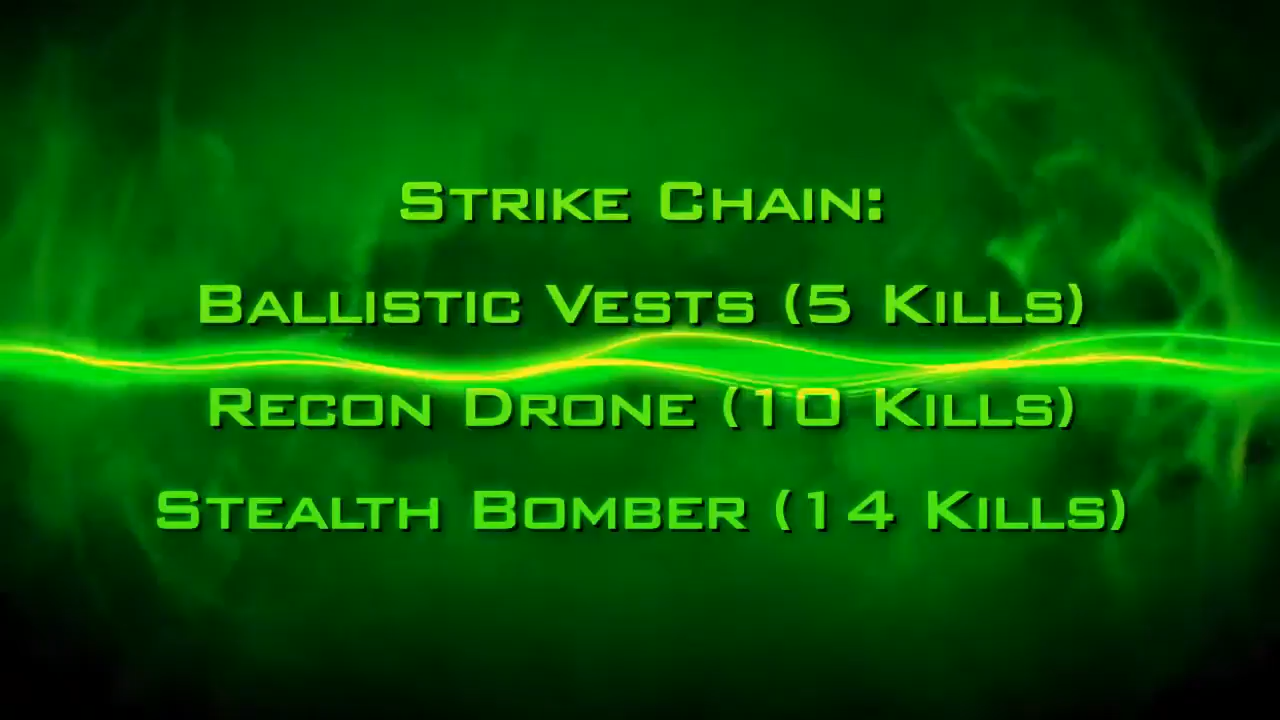 Strike Chain:
Ballistic Vests (5 Kills)
Recon Drone (10 Kills)
Stealth Bomber (14 Kills)